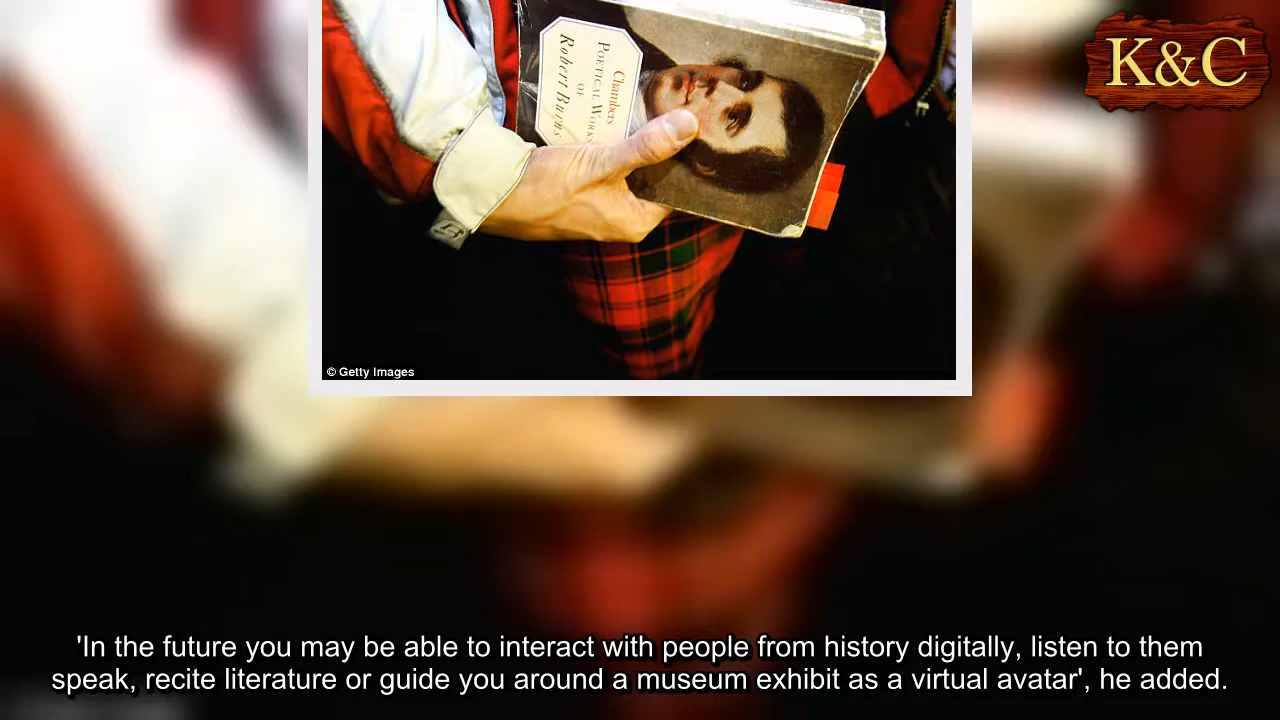 K&C
Chambers
POETICAL WORKS
OF
Robert Burns
© Getty Images
'In the future you may be able to interact with people from history digitally, listen to them
speak, recite literature or guide you around a museum exhibit as a virtual avatar', he added.